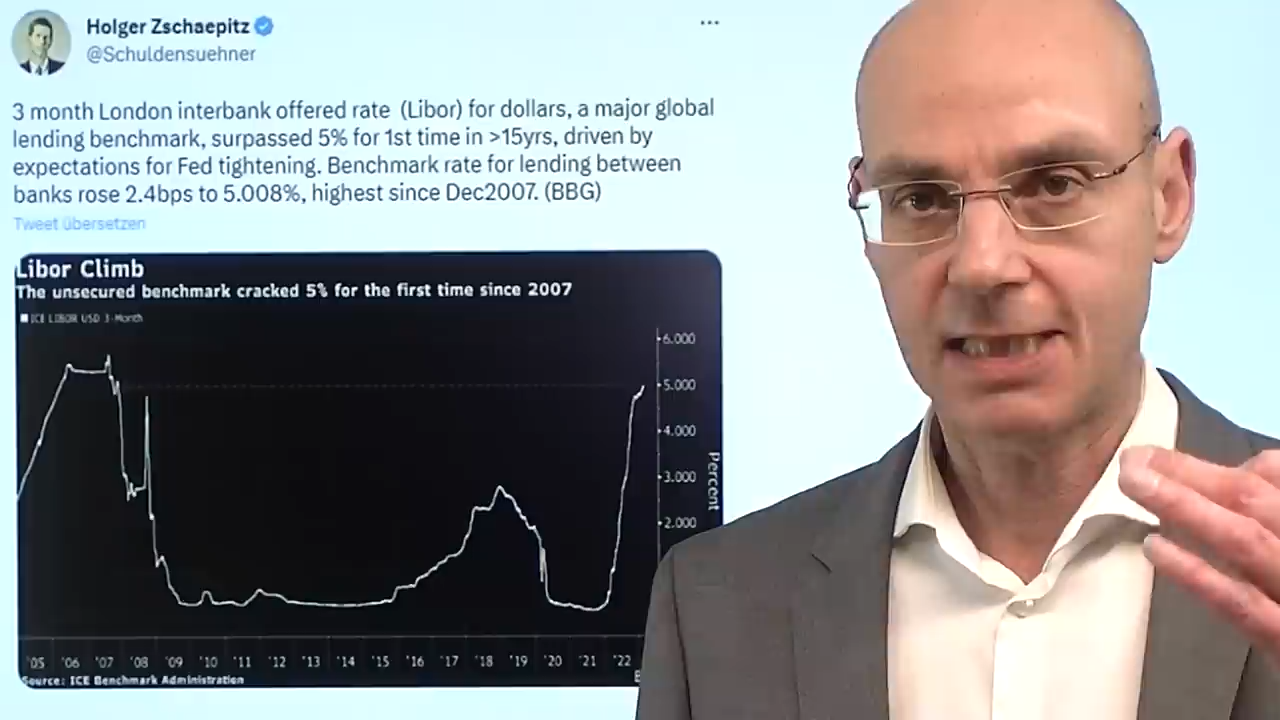 Holger Zschaepitz
@Schuldensuehner
3 month London interbank offered rate (Libor) for dollars, a major global
lending benchmark, surpassed 5% for 1st time in >15yrs, driven by
expectations for Fed tightening. Benchmark rate for lending between
banks rose 2.4bps to 5.008%, highest since Dec2007. (BBG)
Tweet übersetzen
Libor Climb
The unsecured benchmark cracked 5% for the first time since 2007
ICE LIBOR USD 3-Month
6.000
5.000
4.000
3.000
2.000
Percent
'05 '06 '07 '08 '09 '10 '11 '12 '13 '14 '15 '16 '17 '18 '19 '20 '21 '22
Source: ICE Benchmark Administration